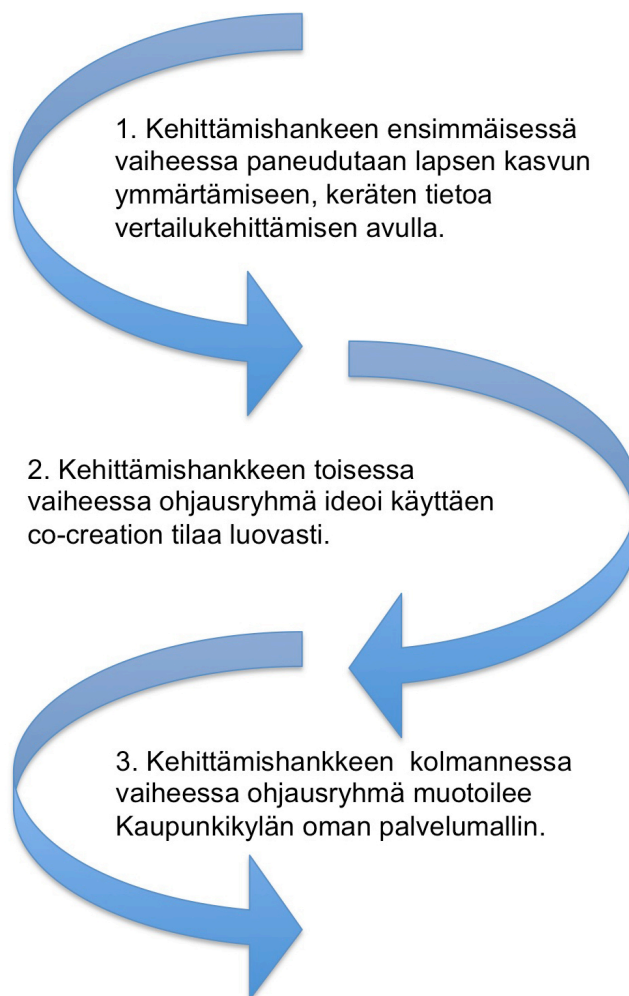 1. Kehittämishankeen ensimmäisessä
vaiheessa paneudutaan lapsen kasvun
ymmärtämiseen, keräten tietoa
vertailukehittämisen avulla.
2. Kehittämishankkeen toisessa
vaiheessa ohjausryhmä ideoi käyttäen
co-creation tilaa luovasti.
3. Kehittämishankkeen kolmannessa
vaiheessa ohjausryhmä muotoilee
Kaupunkikylän oman palvelumallin.